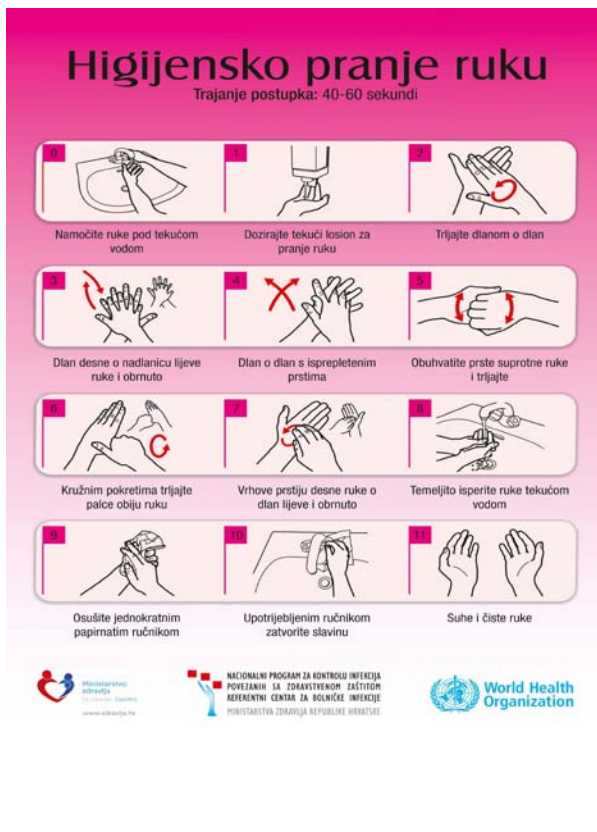 Higijensko pranje ruku
Trajanje postupka: 40-60 sekundi
0
1
2
Namočite ruke pod tekućom
vodom
Dozirajte tekući losion za
pranje ruku
Trljajte dlanom o dlan
3
4
5
Dlan desne o nadlanicu lijeve
ruke i obrnuto
Dlan o dlan s isprepletenim
prstima
Obuhvatite prste suprotne ruke
i trljajte
6
7
8
Kružnim pokretima trljajte
palce obiju ruku
Vrhove prstiju desne ruke o
dlan lijeve i obrnuto
Temeljito isperite ruke tekućom
vodom
9
10
11
Osušite jednokratnim
papirnatim ručnikom
Upotrijebljenim ručnikom
zatvorite slavinu
Suhe i čiste ruke
Ministarstvo
zdravlja
www.zdravlje.hr
NACIONALNI PROGRAM ZA KONTROLU INFEKCIJA
POVEZANIH SA ZDRAVSTVENOM ZAŠTITOM
REFERENTNI CENTAR ZA BOLNIČKE INFEKCIJE
MINISTARSTVA ZDRAVLJA REPUBLIKE HRVATSKE
World Health
Organization